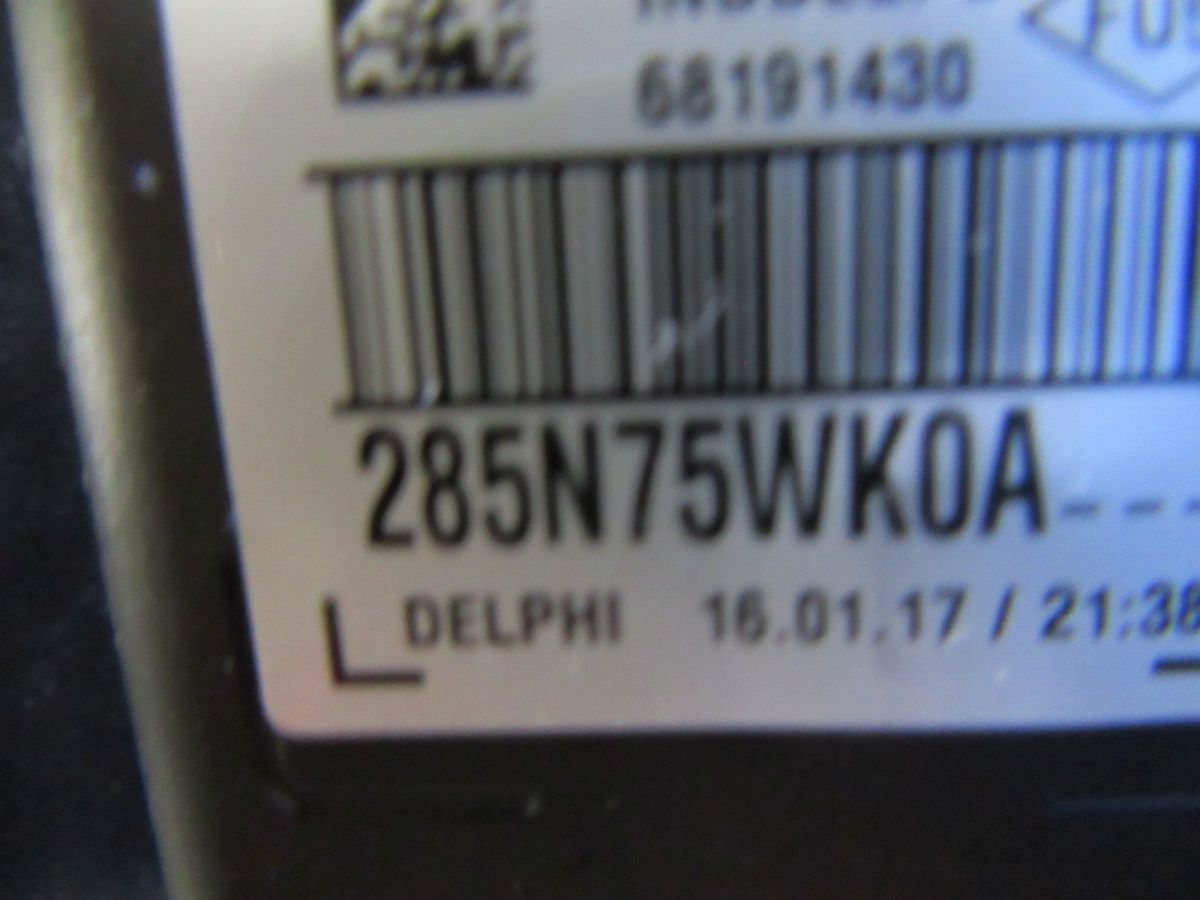 68191430
285N75WK0A---
DELPHI 16.01.17 / 21:38